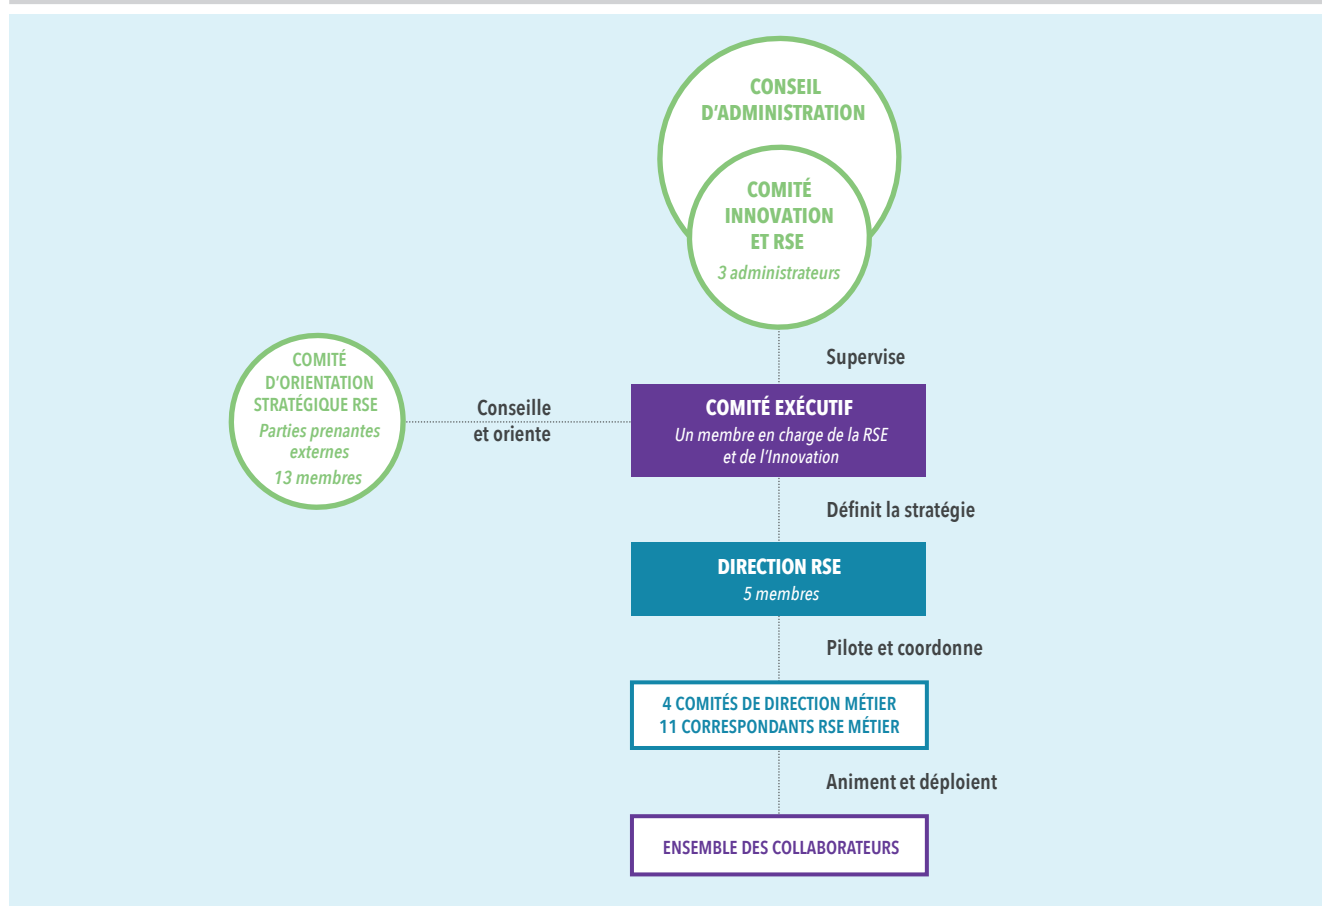 CONSEIL
D’ADMINISTRATION
COMITÉ
INNOVATION
ET RSE
3 administrateurs
Supervise
COMITÉ
D’ORIENTATION
STRATÉGIQUE RSE
Parties prenantes
externes
13 membres
Conseille
et oriente
COMITÉ EXÉCUTIF
Un membre en charge de la RSE
et de l’Innovation
Définit la stratégie
DIRECTION RSE
5 membres
Pilote et coordonne
4 COMITÉS DE DIRECTION MÉTIER
11 CORRESPONDANTS RSE MÉTIER
Animent et déploient
ENSEMBLE DES COLLABORATEURS